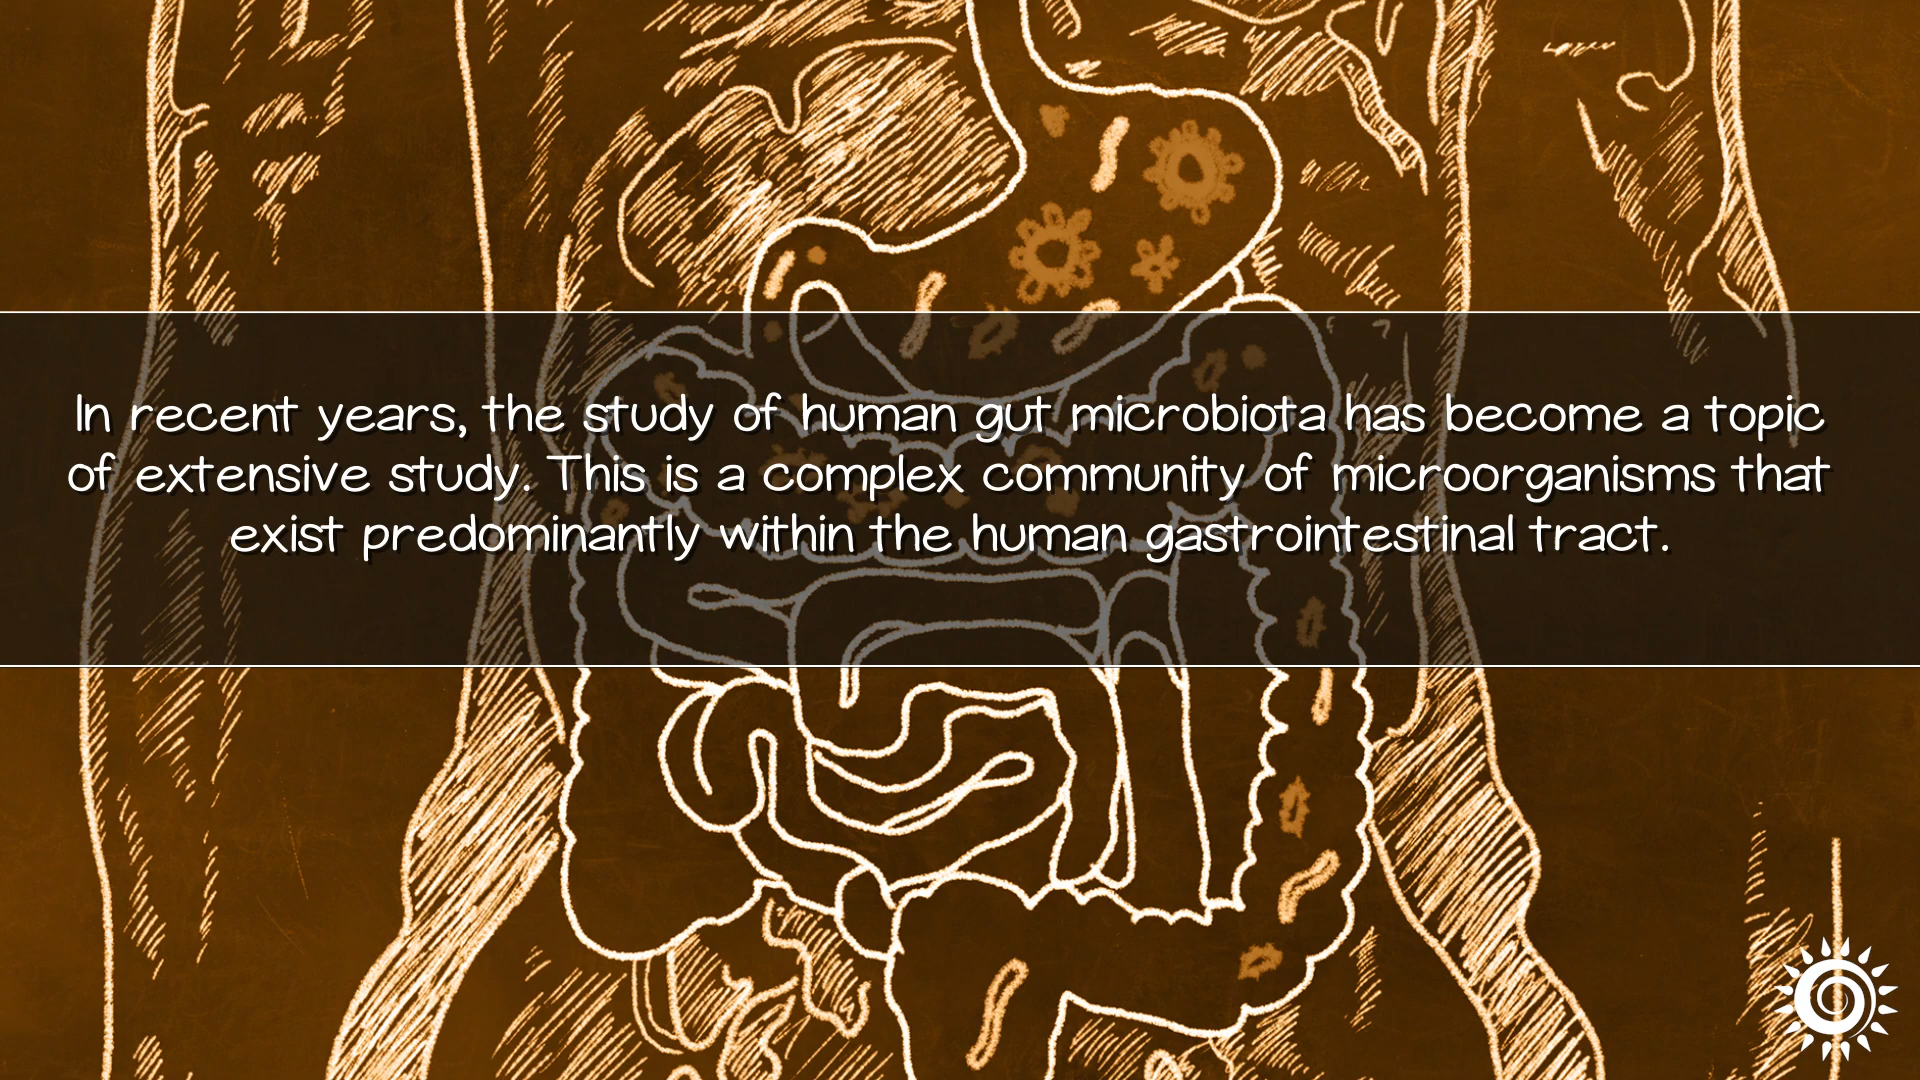 In recent years, the study of human gut microbiota has become a topic
of extensive study. This is a complex community of microorganisms that
exist predominantly within the human gastrointestinal tract.